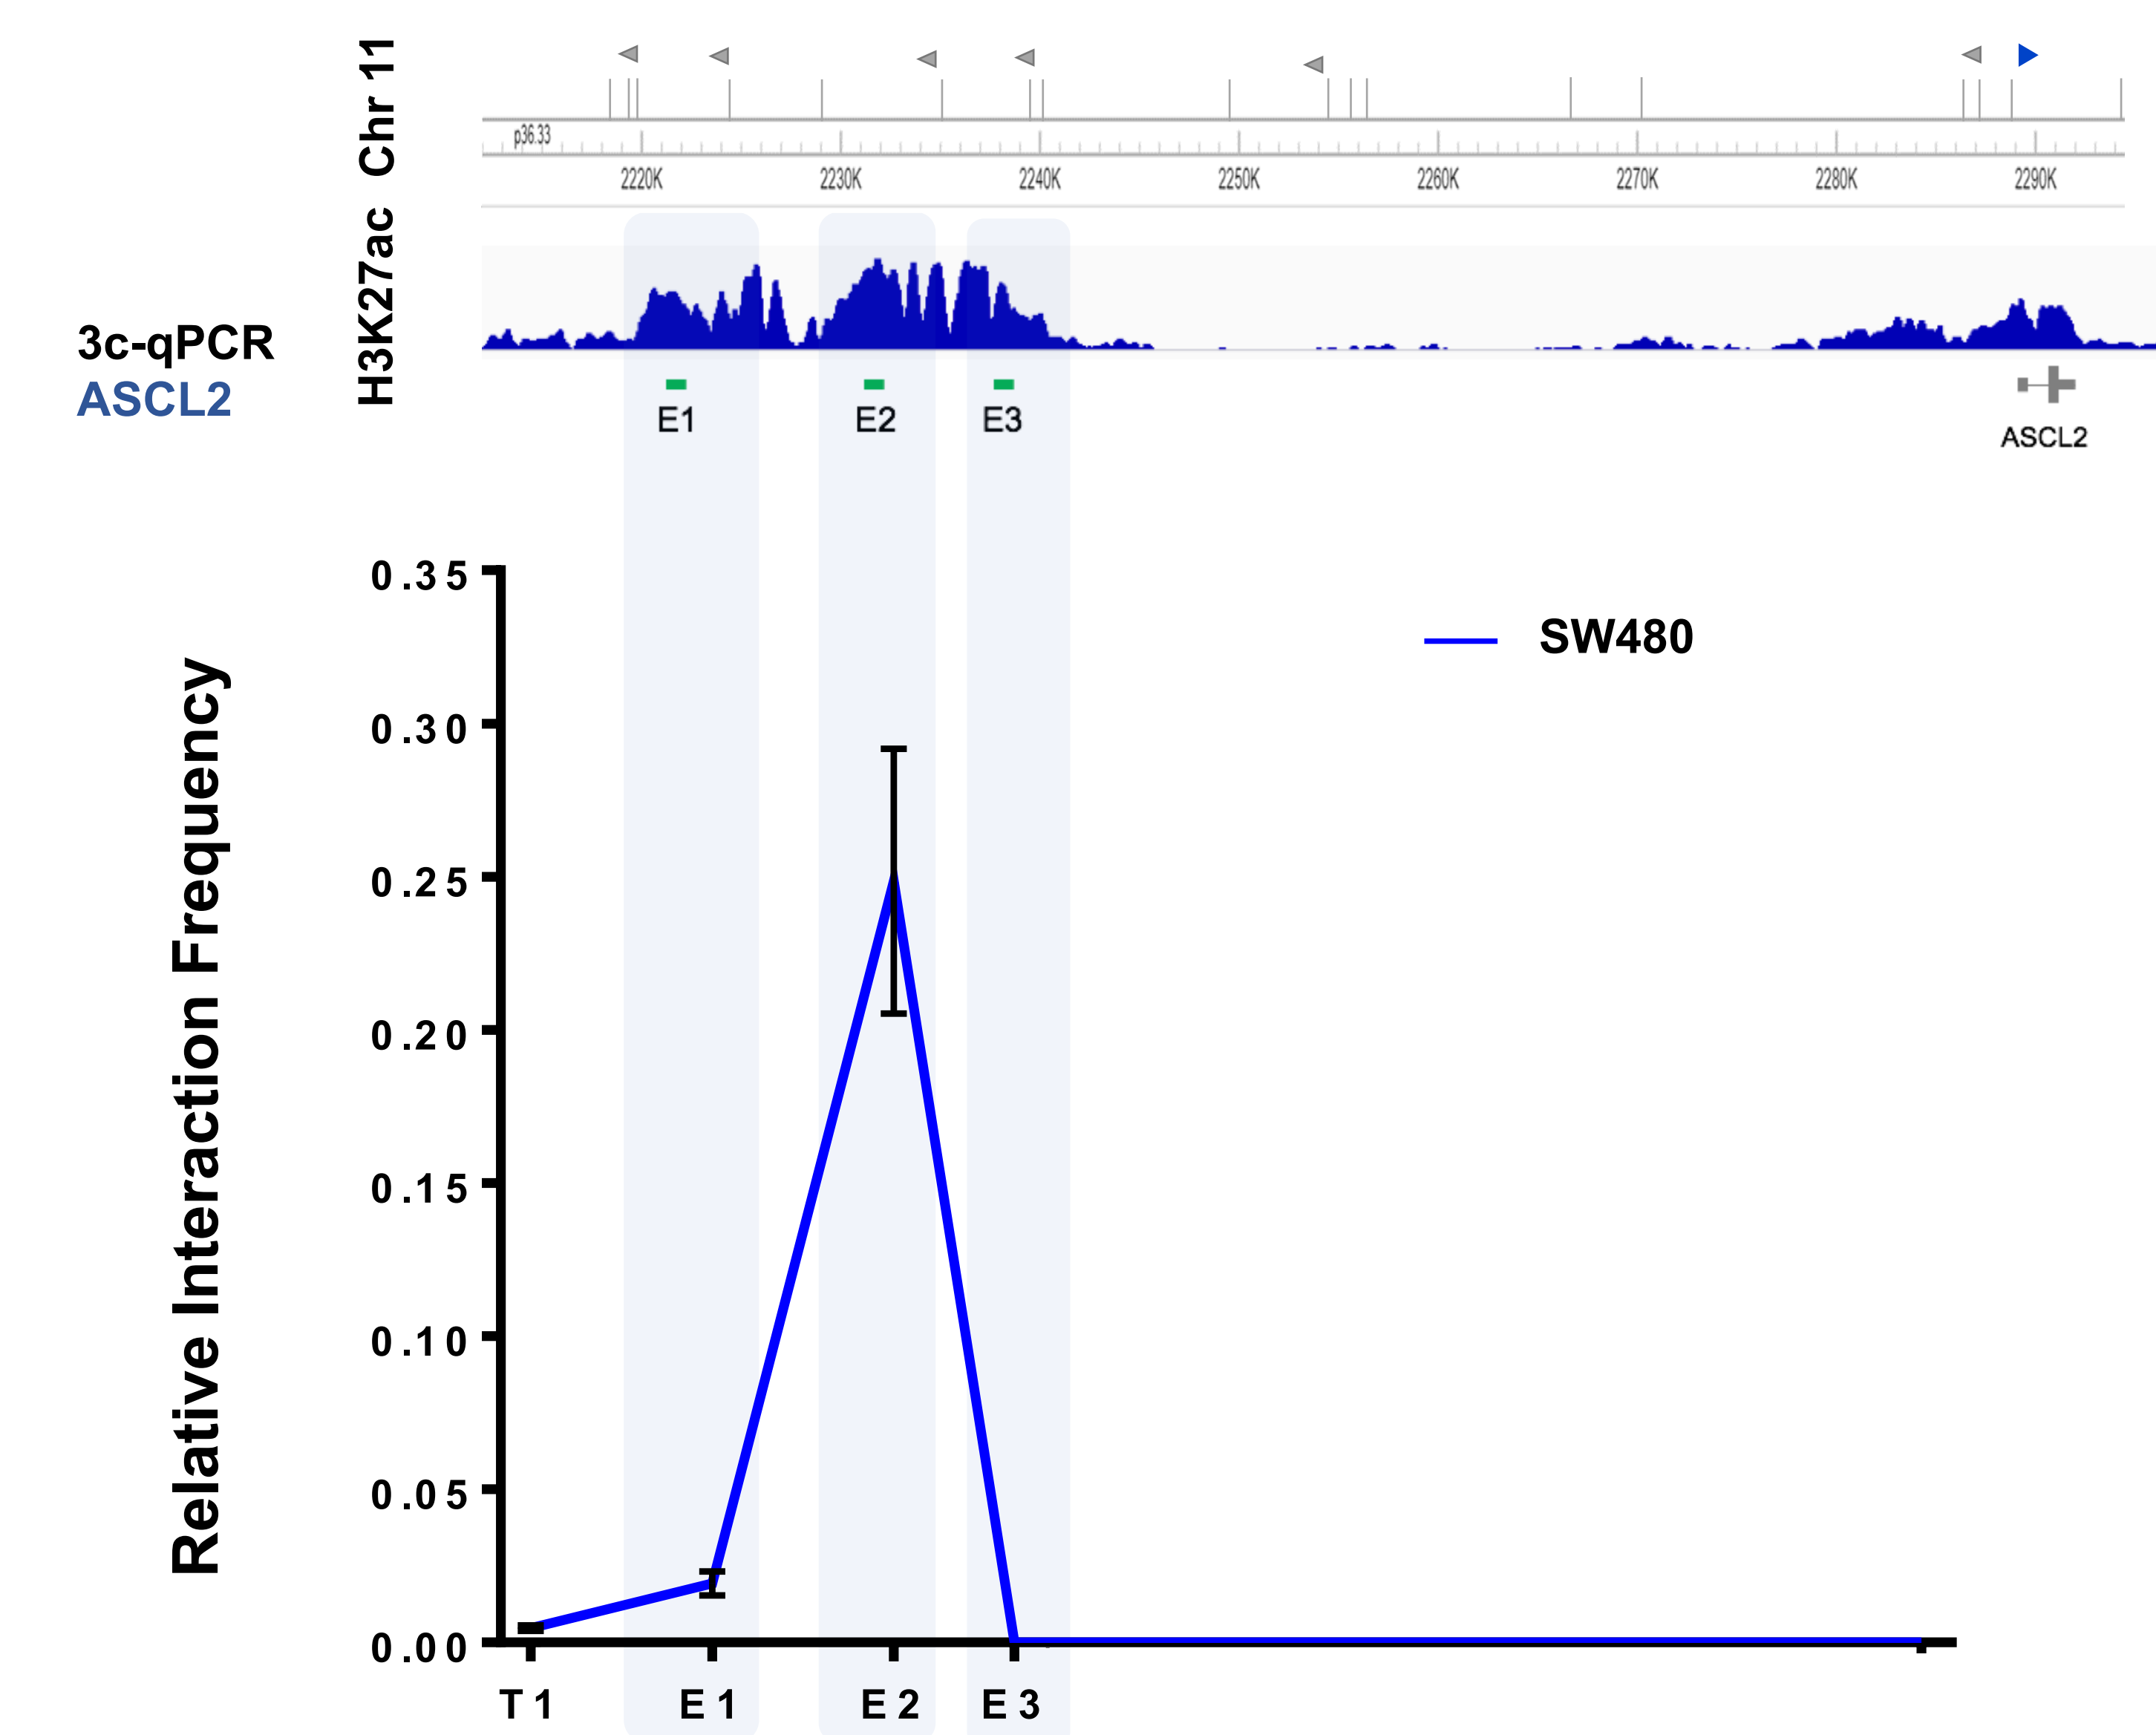 H3K27ac Chr 11
p36.33
2220K 2230K 2240K 2250K 2260K 2270K 2280K 2290K
3c-qPCR
ASCL2
E1 E2 E3
ASCL2
SW480
Relative Interaction Frequency
0.35
0.30
0.25
0.20
0.15
0.10
0.05
0.00
T1 E1 E2 E3